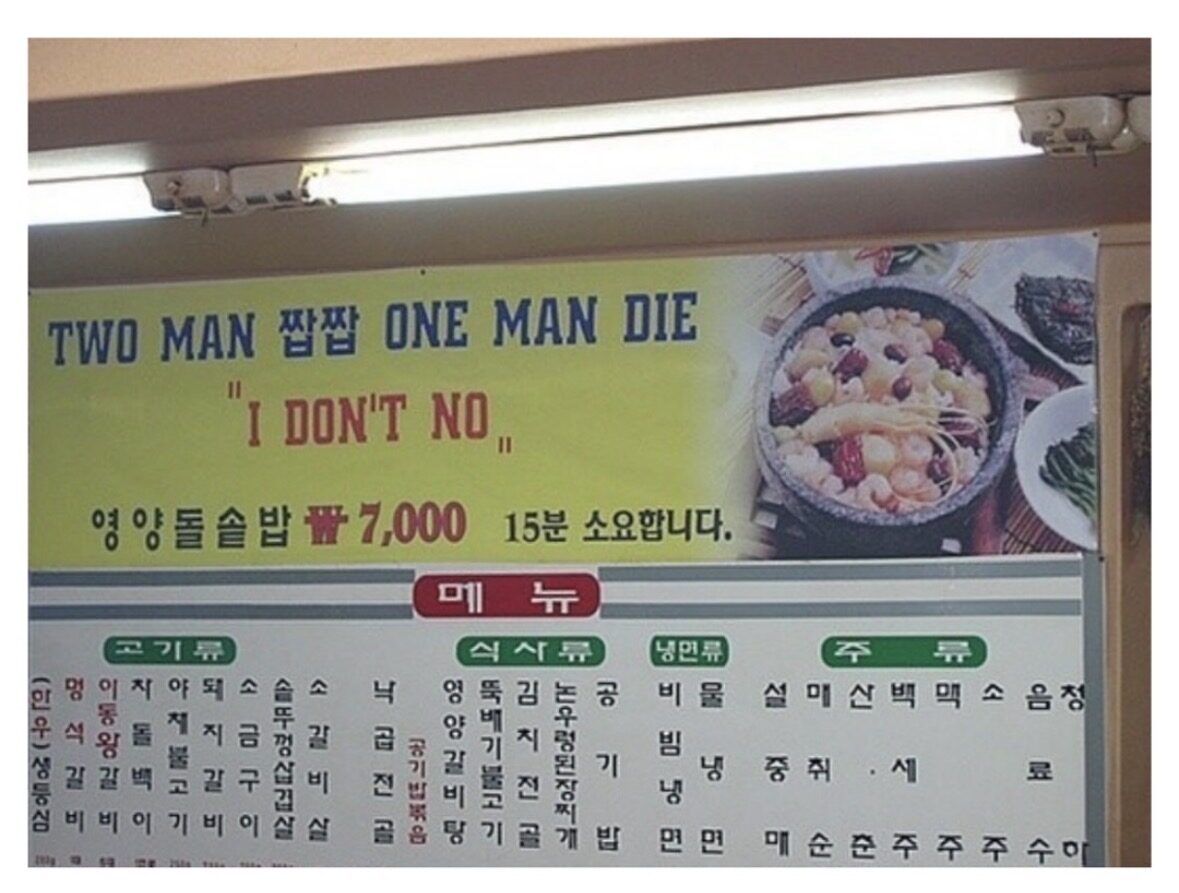 TWO MAN 짭짭 ONE MAN DIE
"I DON'T NO„
영양돌솥밥 ₩7,000 15분 소요합니다.
메 뉴
고기류
식사류
냉면류
주 류
(한우)생등심
멍석갈비
이동왕갈비
차돌백이
야채불고기
돼지갈비
소금구이
솥뚜껑삼겹살
소갈비살
낙곱전골
공기밥볶음
영양갈비탕
뚝배기불고기
김치전골
논우렁된장찌개
공기밥
비빔냉면
물냉면
설중매
매취순
산·춘
백세주
맥주
소주
음료수
청하